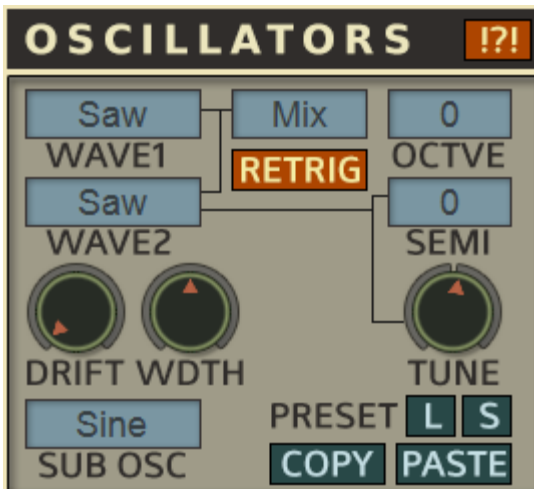 OSCILLATORS !?!
Saw Mix 0
WAVE1 OCTVE
RETRIG
Saw 0
WAVE2 SEMI
DRIFT WDTH TUNE
Sine PRESET L S
SUB OSC COPY PASTE